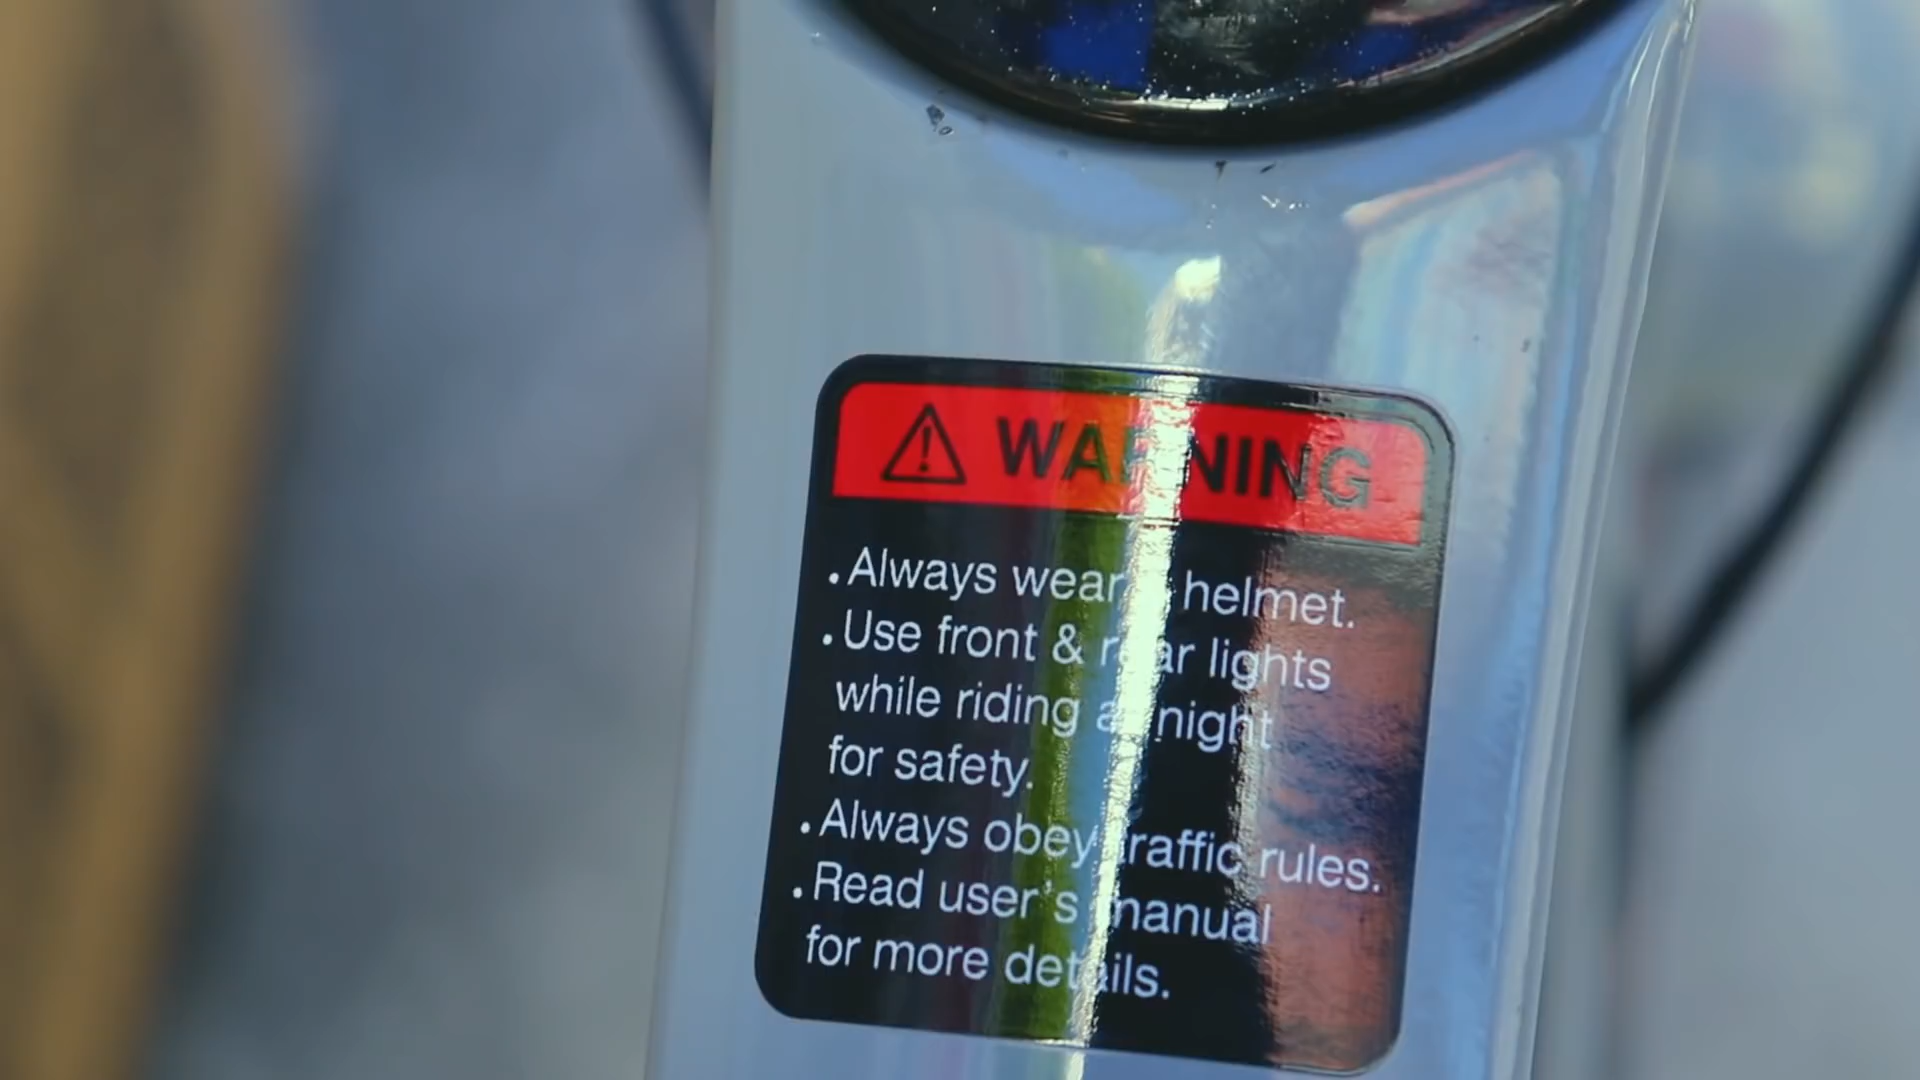 WARNING
.Always wear a helmet.
.Use front & rear lights
while riding at night
for safety.
.Always obey traffic rules.
.Read user's manual
for more details.